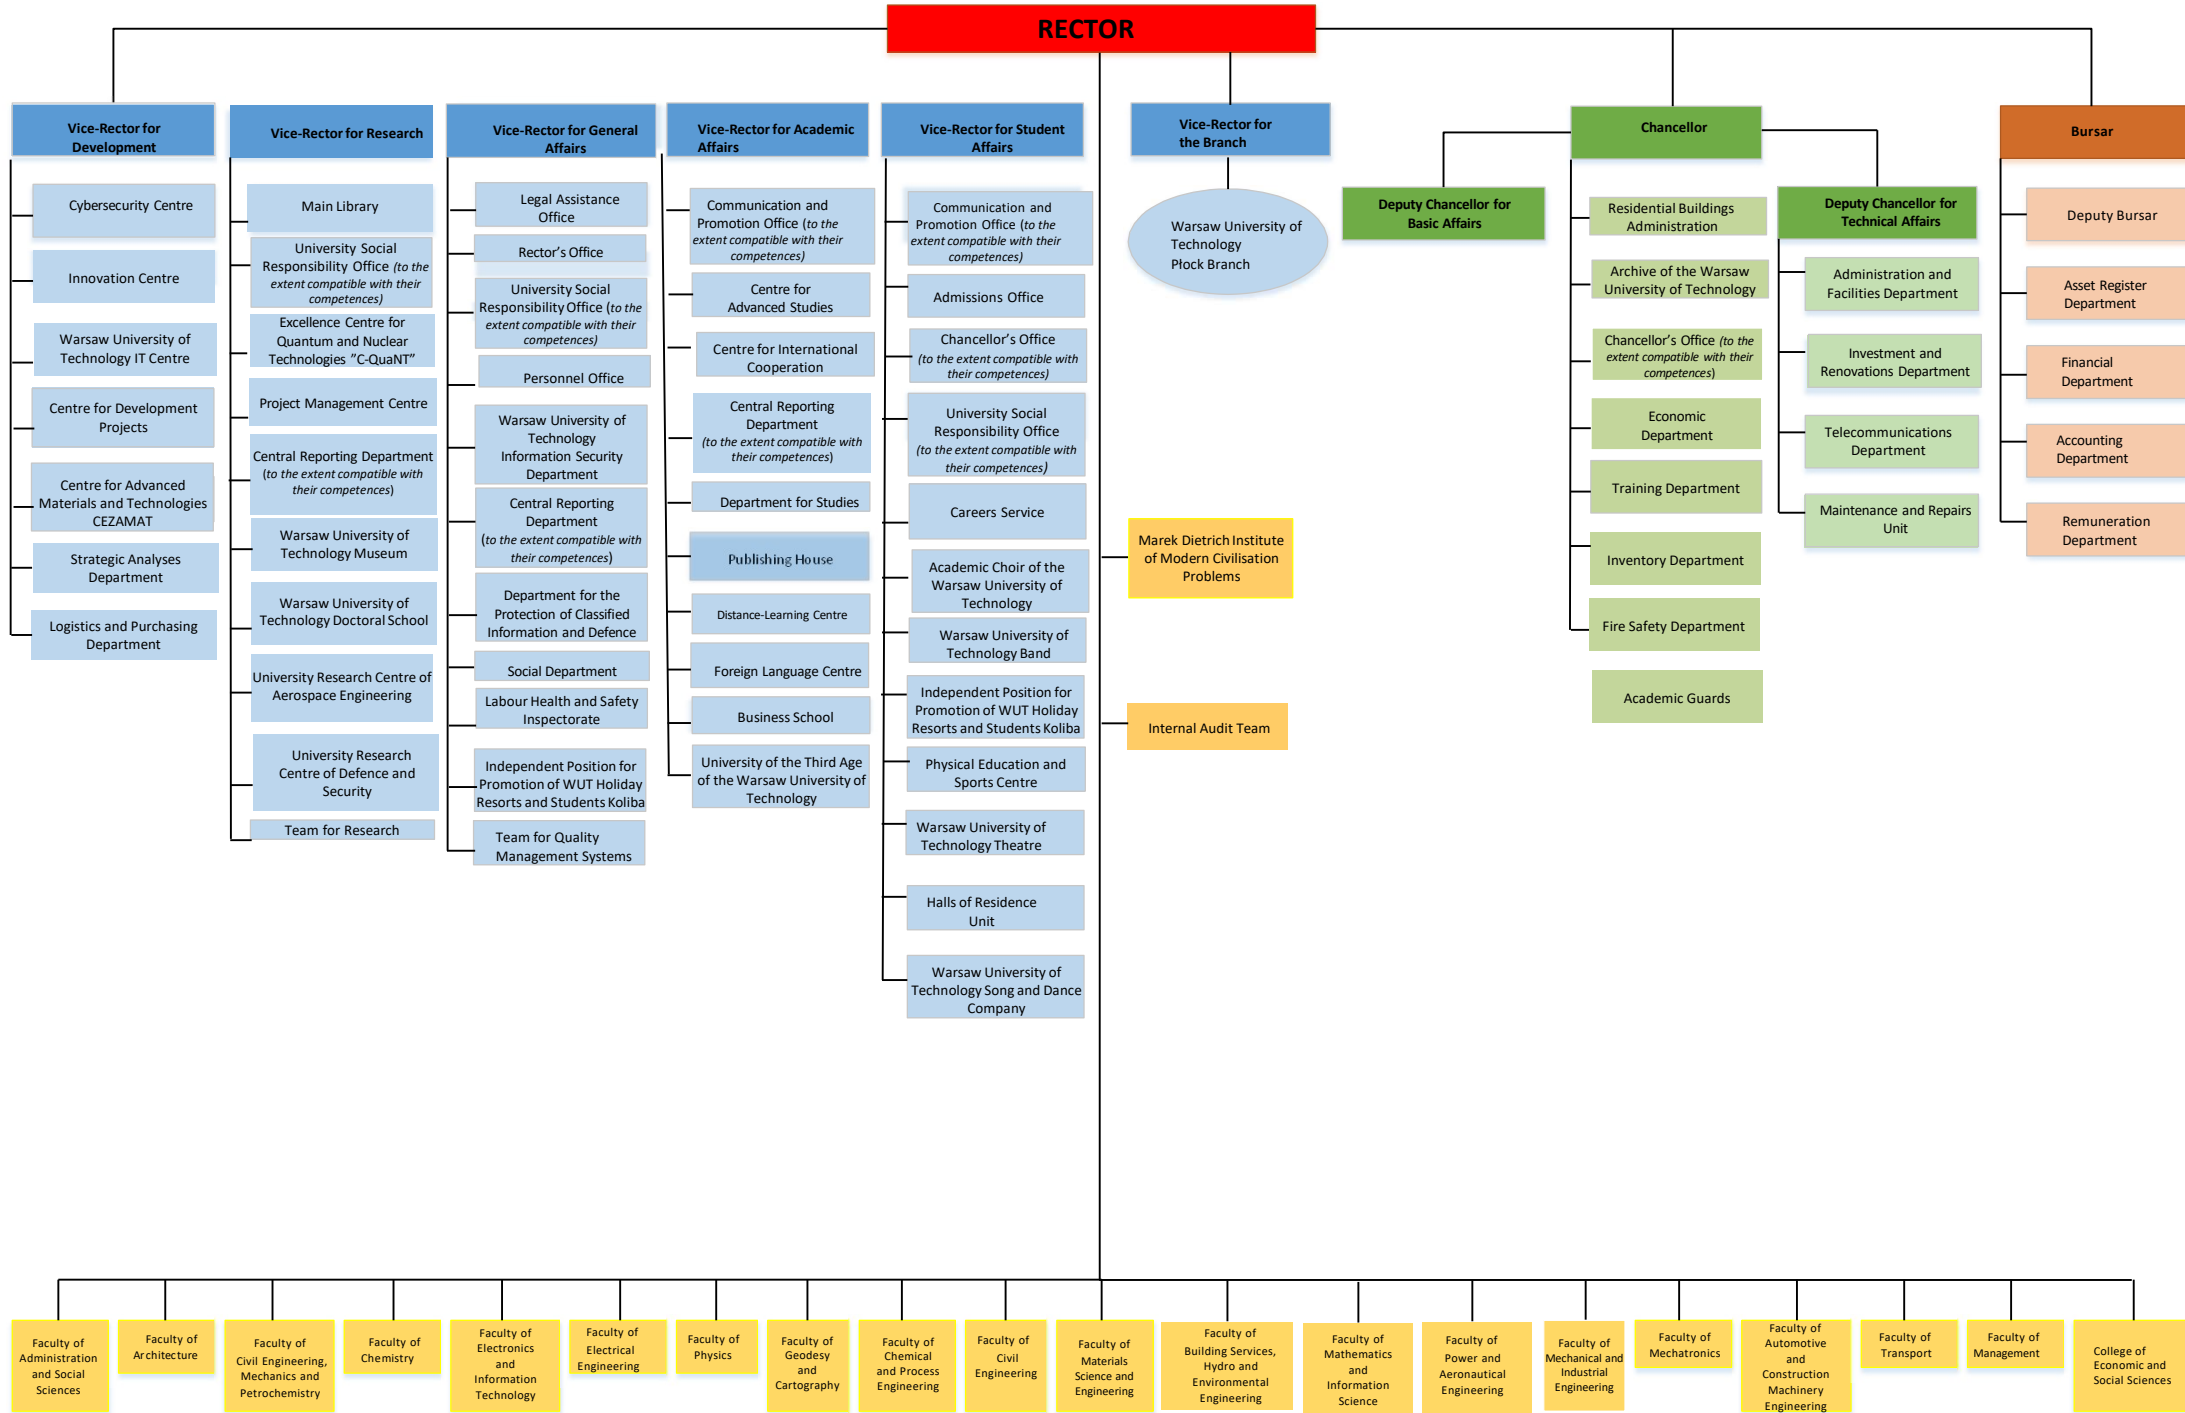 RECTOR
Vice-Rector for
Development
Cybersecurity Centre
Innovation Centre
Warsaw University of
Technology IT Centre
Centre for Development
Projects
Centre for Advanced
Materials and Technologies
CEZAMAT
Strategic Analyses
Department
Logistics and Purchasing
Department
Vice-Rector for Research
Main Library
University Social
Responsibility Office (to the
extent compatible with their
competences)
Excellence Centre for
Quantum and Nuclear
Technologies ”C-QuaNT”
Project Management Centre
Central Reporting Department
(to the extent compatible with
their competences)
Warsaw University of
Technology Museum
Warsaw University of
Technology Doctoral School
University Research Centre of
Aerospace Engineering
University Research
Centre of Defence and
Security
Team for Research
Vice-Rector for General
Affairs
Legal Assistance
Office
Rector’s Office
University Social
Responsibility Office (to the
extent compatible with their
competences)
Personnel Office
Warsaw University of
Technology
Information Security
Department
Central Reporting
Department
(to the extent compatible with
their competences)
Department for the
Protection of Classified
Information and Defence
Social Department
Labour Health and Safety
Inspectorate
Independent Position for
Promotion of WUT Holiday
Resorts and Students Koliba
Team for Quality
Management Systems
Vice-Rector for Academic
Affairs
Communication and
Promotion Office (to the
extent compatible with their
competences)
Centre for
Advanced Studies
Centre for International
Cooperation
Central Reporting
Department
(to the extent compatible with
their competences)
Department for Studies
Publishing House
Distance-Learning Centre
Foreign Language Centre
Business School
University of the Third Age
of the Warsaw University of
Technology
Vice-Rector for Student
Affairs
Communication and
Promotion Office (to the
extent compatible with their
competences)
Admissions Office
Chancellor’s Office
(to the extent compatible with
their competences)
University Social
Responsibility Office
(to the extent compatible with
their competences)
Careers Service
Academic Choir of the
Warsaw University of
Technology
Warsaw University of
Technology Band
Independent Position for
Promotion of WUT Holiday
Resorts and Students Koliba
Physical Education and
Sports Centre
Warsaw University of
Technology Theatre
Halls of Residence
Unit
Warsaw University of
Technology Song and Dance
Company
Vice-Rector for
the Branch
Warsaw University of
Technology
Płock Branch
Marek Dietrich Institute
of Modern Civilisation
Problems
Internal Audit Team
Chancellor
Deputy Chancellor for
Basic Affairs
Residential Buildings
Administration
Archive of the Warsaw
University of Technology
Chancellor’s Office (to the
extent compatible with their
competences)
Economic
Department
Training Department
Inventory Department
Fire Safety Department
Academic Guards
Deputy Chancellor for
Technical Affairs
Administration and
Facilities Department
Investment and
Renovations Department
Telecommunications
Department
Maintenance and Repairs
Unit
Bursar
Deputy Bursar
Asset Register
Department
Financial
Department
Accounting
Department
Remuneration
Department
Faculty of
Administration
and Social
Sciences
Faculty of
Architecture
Faculty of
Civil Engineering,
Mechanics and
Petrochemistry
Faculty of
Chemistry
Faculty of
Electronics
and
Information
Technology
Faculty of
Electrical
Engineering
Faculty of
Physics
Faculty of
Geodesy
and
Cartography
Faculty of
Chemical
and Process
Engineering
Faculty of
Civil
Engineering
Faculty of
Materials
Science and
Engineering
Faculty of
Building Services,
Hydro and
Environmental
Engineering
Faculty of
Mathematics
and
Information
Science
Faculty of
Power and
Aeronautical
Engineering
Faculty of
Mechanical and
Industrial
Engineering
Faculty of
Mechatronics
Faculty of
Automotive
and
Construction
Machinery
Engineering
Faculty of
Transport
Faculty of
Management
College of
Economic and
Social Sciences